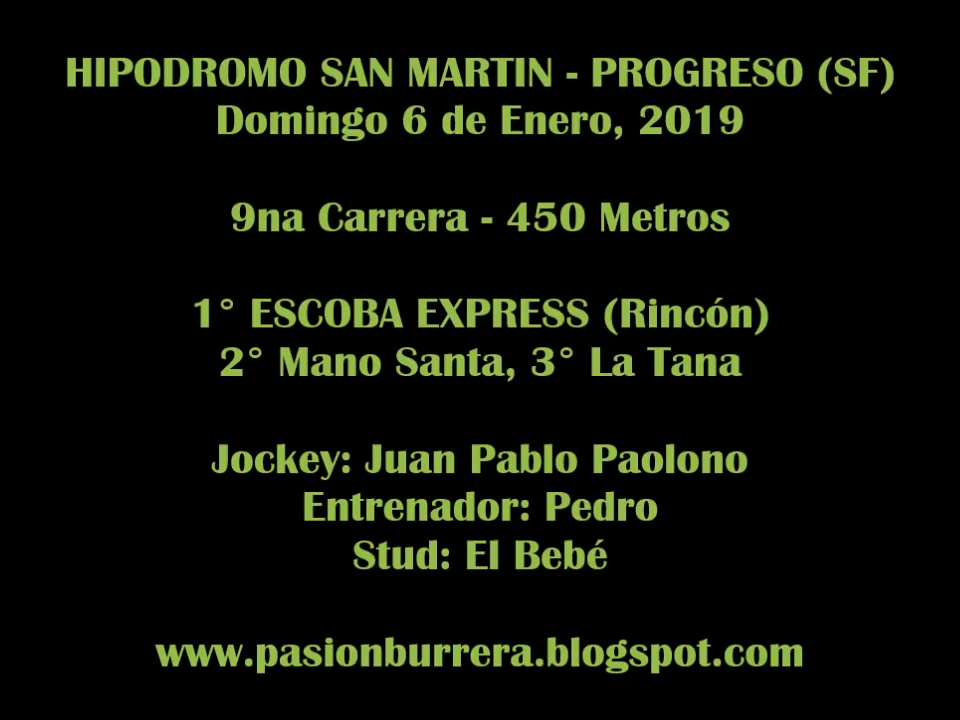 HIPODROMO SAN MARTIN - PROGRESO (SF)
Domingo 6 de Enero, 2019
9na Carrera - 450 Metros
1° ESCOBA EXPRESS (Rincón)
2° Mano Santa, 3° La Tana
Jockey: Juan Pablo Paolono
Entrenador: Pedro
Stud: El Bebé
www.pasionburrera.blogspot.com